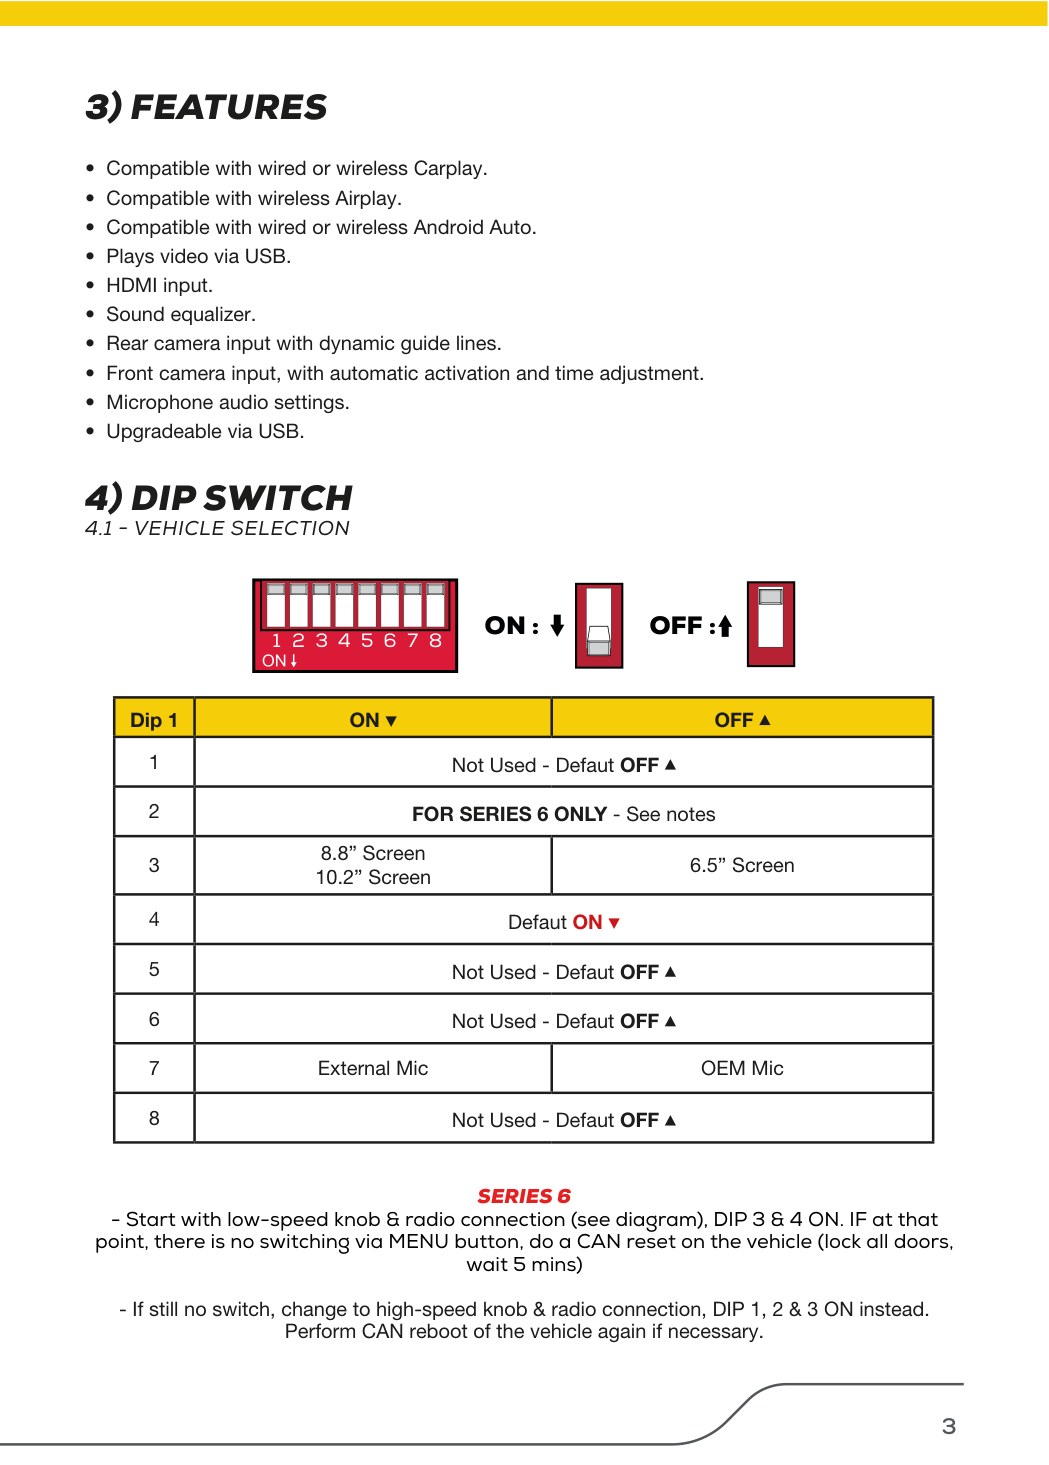 3) FEATURES
• Compatible with wired or wireless Carplay.
• Compatible with wireless Airplay.
• Compatible with wired or wireless Android Auto.
• Plays video via USB.
• HDMI input.
• Sound equalizer.
• Rear camera input with dynamic guide lines.
• Front camera input, with automatic activation and time adjustment.
• Microphone audio settings.
• Upgradeable via USB.
4) DIP SWITCH
4.1 - VEHICLE SELECTION
1 2 3 4 5 6 7 8
ON↓
ON : ⬇
OFF :⬆
Dip 1 ON ▼ OFF ▲
1 Not Used - Defaut OFF ▲
2 FOR SERIES 6 ONLY - See notes
3 8.8” Screen
10.2” Screen
6.5” Screen
4 Defaut ON ▼
5 Not Used - Defaut OFF ▲
6 Not Used - Defaut OFF ▲
7 External Mic OEM Mic
8 Not Used - Defaut OFF ▲
SERIES 6
- Start with low-speed knob & radio connection (see diagram), DIP 3 & 4 ON. IF at that
point, there is no switching via MENU button, do a CAN reset on the vehicle (lock all doors,
wait 5 mins)
- If still no switch, change to high-speed knob & radio connection, DIP 1, 2 & 3 ON instead.
Perform CAN reboot of the vehicle again if necessary.
3